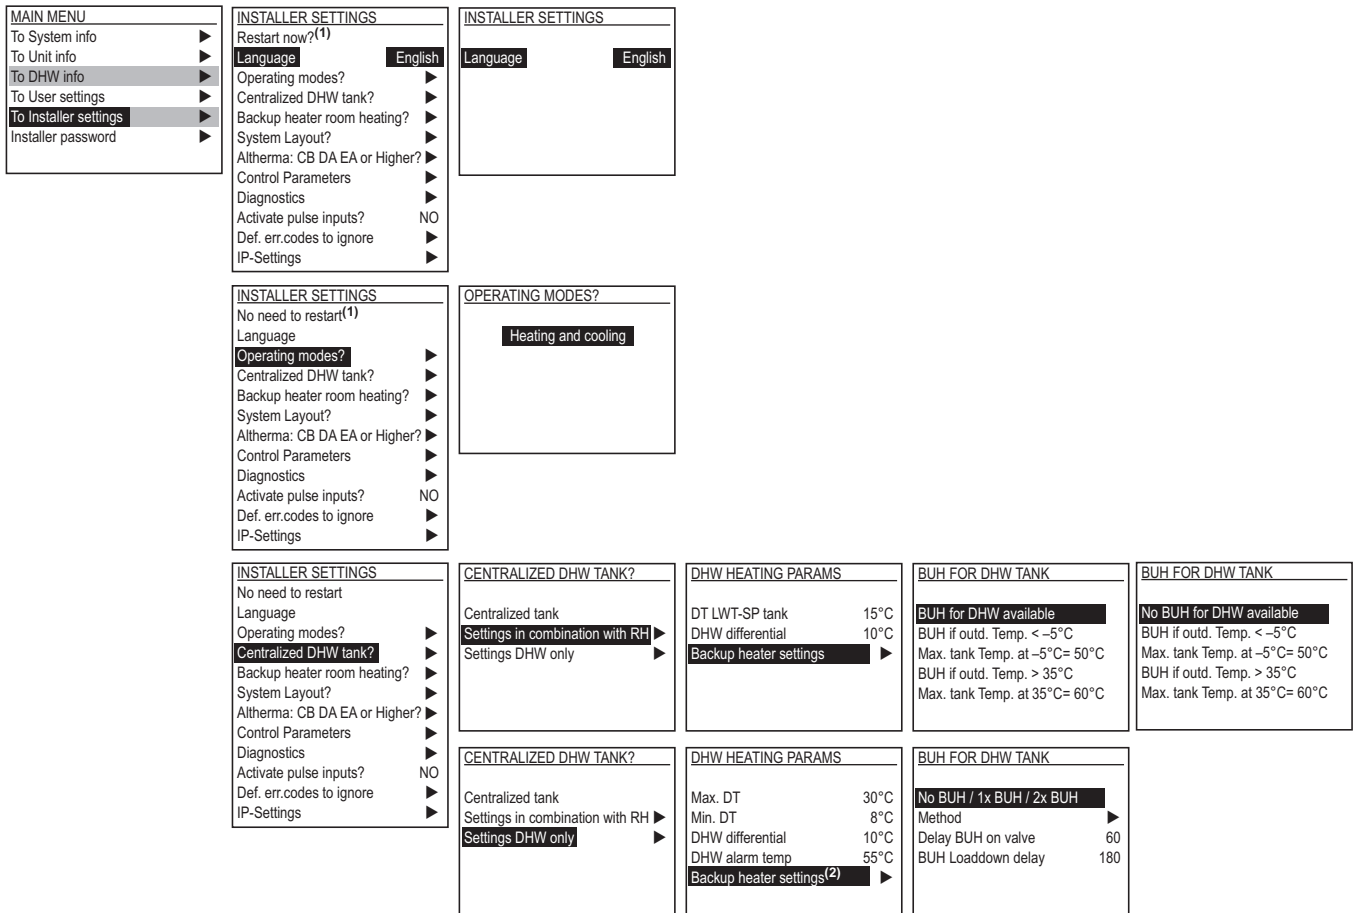 MAIN MENU
To System info
To Unit info
To DHW info
To User settings
To Installer settings
Installer password
INSTALLER SETTINGS
Restart now?(1)
Language English
Operating modes?
Centralized DHW tank?
Backup heater room heating?
System Layout?
Altherma: CB DA EA or Higher?
Control Parameters
Diagnostics
Activate pulse inputs? NO
Def. err.codes to ignore
IP-Settings
INSTALLER SETTINGS
Language English
INSTALLER SETTINGS
No need to restart(1)
Language
Operating modes?
Centralized DHW tank?
Backup heater room heating?
System Layout?
Altherma: CB DA EA or Higher?
Control Parameters
Diagnostics
Activate pulse inputs? NO
Def. err.codes to ignore
IP-Settings
OPERATING MODES?
Heating and cooling
INSTALLER SETTINGS
No need to restart
Language
Operating modes?
Centralized DHW tank?
Backup heater room heating?
System Layout?
Altherma: CB DA EA or Higher?
Control Parameters
Diagnostics
Activate pulse inputs? NO
Def. err.codes to ignore
IP-Settings
CENTRALIZED DHW TANK?
Centralized tank
Settings in combination with RH
Settings DHW only
DHW HEATING PARAMS
DT LWT-SP tank 15°C
DHW differential 10°C
Backup heater settings
BUH FOR DHW TANK
BUH for DHW available
BUH if outd. Temp. < –5°C
Max. tank Temp. at –5°C= 50°C
BUH if outd. Temp. > 35°C
Max. tank Temp. at 35°C= 60°C
BUH FOR DHW TANK
No BUH for DHW available
BUH if outd. Temp. < –5°C
Max. tank Temp. at –5°C= 50°C
BUH if outd. Temp. > 35°C
Max. tank Temp. at 35°C= 60°C
CENTRALIZED DHW TANK?
Centralized tank
Settings in combination with RH
Settings DHW only
DHW HEATING PARAMS
Max. DT 30°C
Min. DT 8°C
DHW differential 10°C
DHW alarm temp 55°C
Backup heater settings(2)
BUH FOR DHW TANK
No BUH / 1x BUH / 2x BUH
Method
Delay BUH on valve 60
BUH Loaddown delay 180